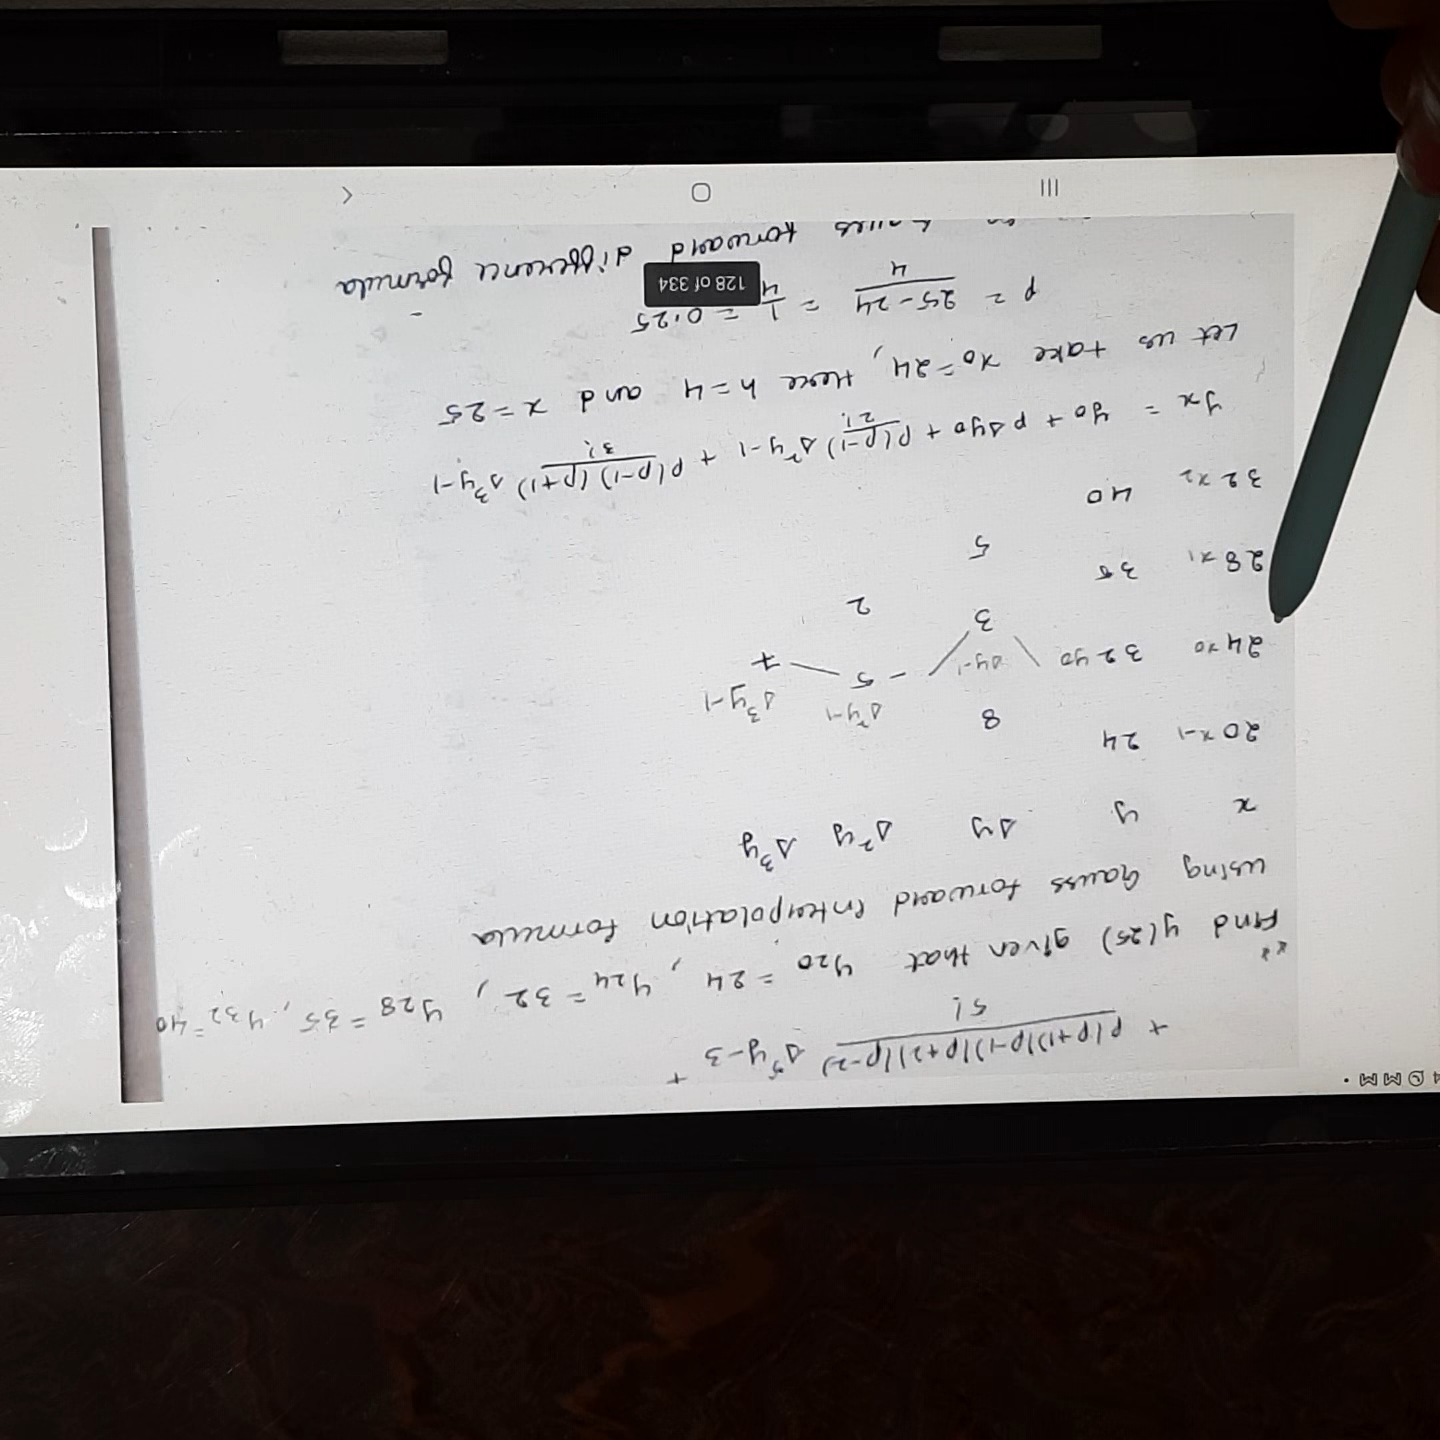 + p(p+1)(p-1)(p+2)(p-2) / 5! Δ⁵y-3 +
** Find y(25) given that y20 = 24, y24 = 32, y28 = 35, y32 = 40
using Gauss forward interpolation formula
x y Δy Δ²y Δ³y
20 x-1 24
8 Δ²y-1 Δ³y-1
24 x0 32 y0 Δy-1 5 7
3
28 x1 35 2
5
32 x2 40
yx = y0 + pΔy0 + p(p-1)/2! Δ²y-1 + p(p-1)(p+1)/3! Δ³y-1
Let us take x0 = 24, Here h = 4 and x = 25
p = 25-24/4 = 1/4 = 0.25
128 of 334
forward difference formula